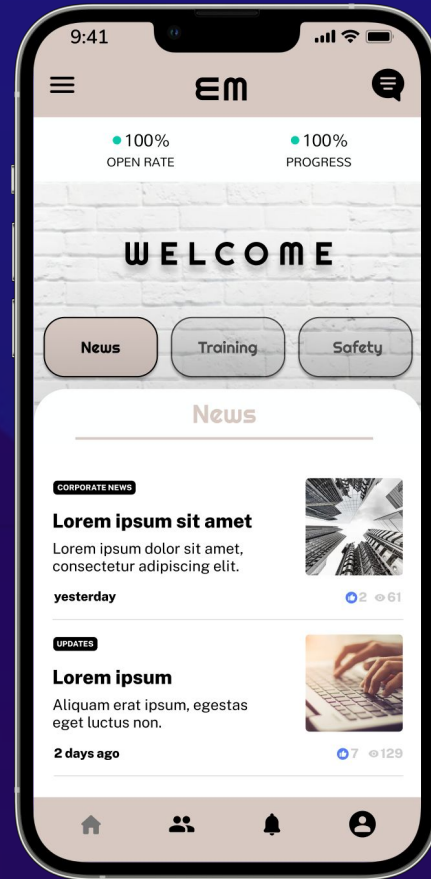 9:41
EM
100% 100%
OPEN RATE PROGRESS
WELCOME
News Training Safety
News
CORPORATE NEWS
Lorem ipsum sit amet
Lorem ipsum dolor sit amet,
consectetur adipiscing elit.
yesterday 2 61
UPDATES
Lorem ipsum
Aliquam erat ipsum, egestas
eget luctus non.
2 days ago 7 129